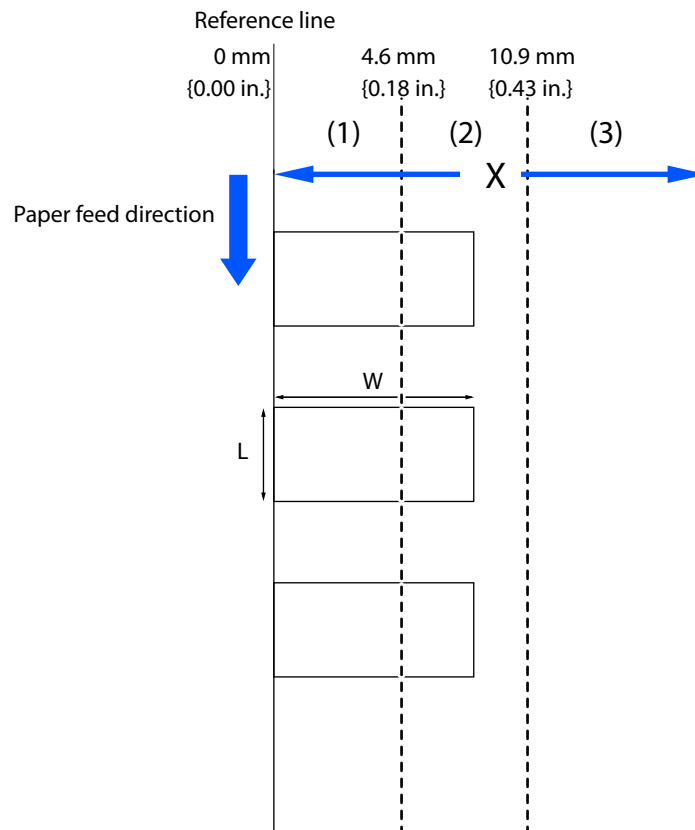 Reference line
0 mm 4.6 mm 10.9 mm
{0.00 in.} {0.18 in.} {0.43 in.}
(1) (2) (3)
X
Paper feed direction
W
L